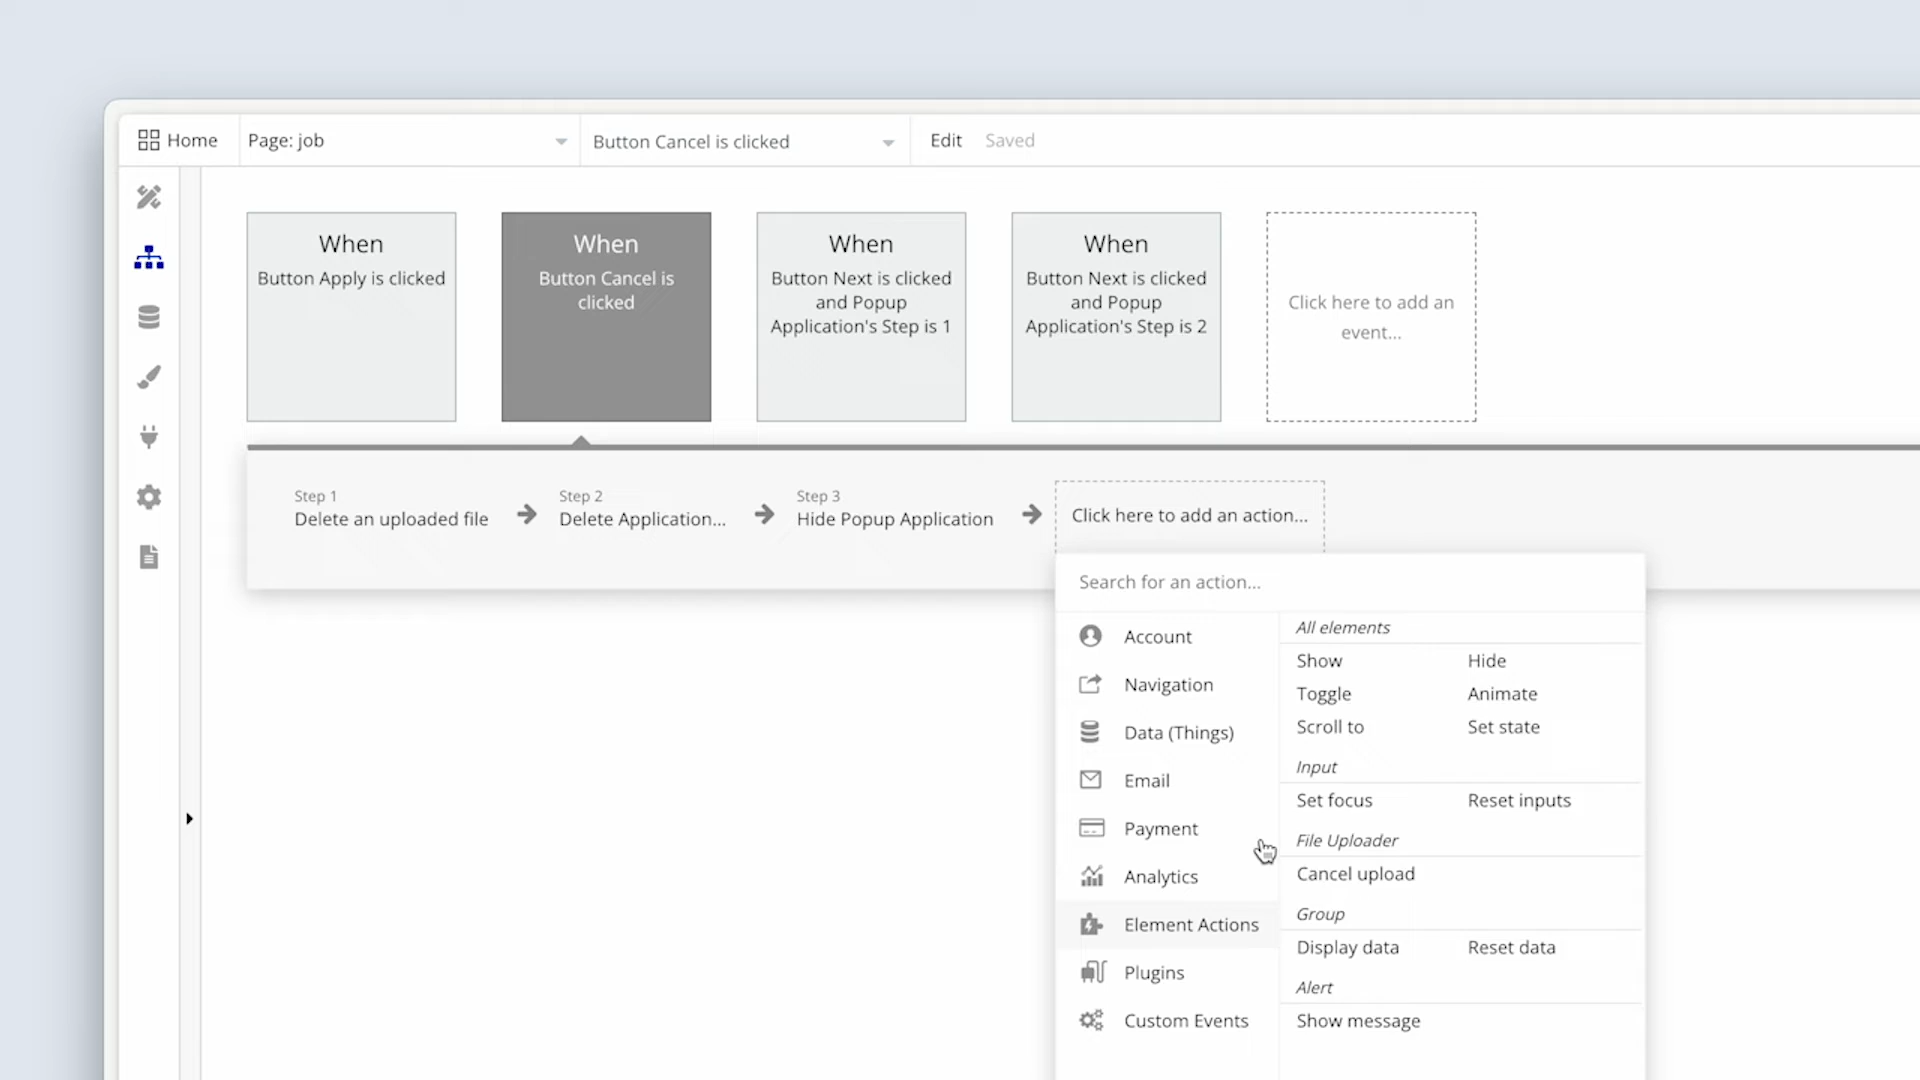 Home
Page: job
Button Cancel is clicked
Edit
Saved
When
Button Apply is clicked
When
Button Cancel is
clicked
When
Button Next is clicked
and Popup
Application's Step is 1
When
Button Next is clicked
and Popup
Application's Step is 2
Click here to add an
event...
Step 1
Delete an uploaded file
Step 2
Delete Application...
Step 3
Hide Popup Application
Click here to add an action...
Search for an action...
Account
Navigation
Data (Things)
Email
Payment
Analytics
Element Actions
Plugins
Custom Events
All elements
Show Hide
Toggle Animate
Scroll to Set state
Input
Set focus Reset inputs
File Uploader
Cancel upload
Group
Display data Reset data
Alert
Show message